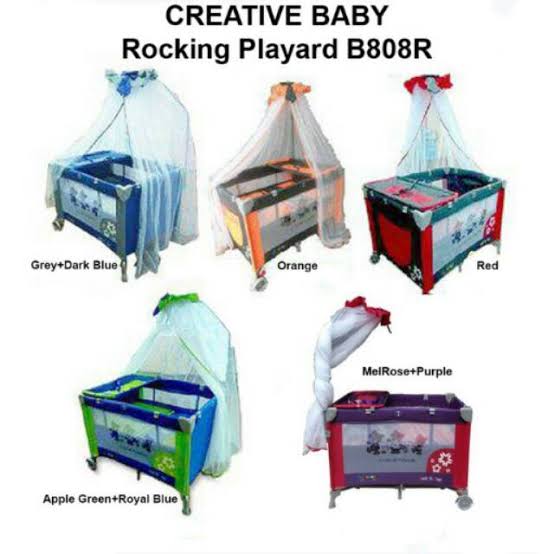 CREATIVE BABY
Rocking Playard B808R
Grey+Dark Blue
Orange
Red
MelRose+Purple
Apple Green+Royal Blue